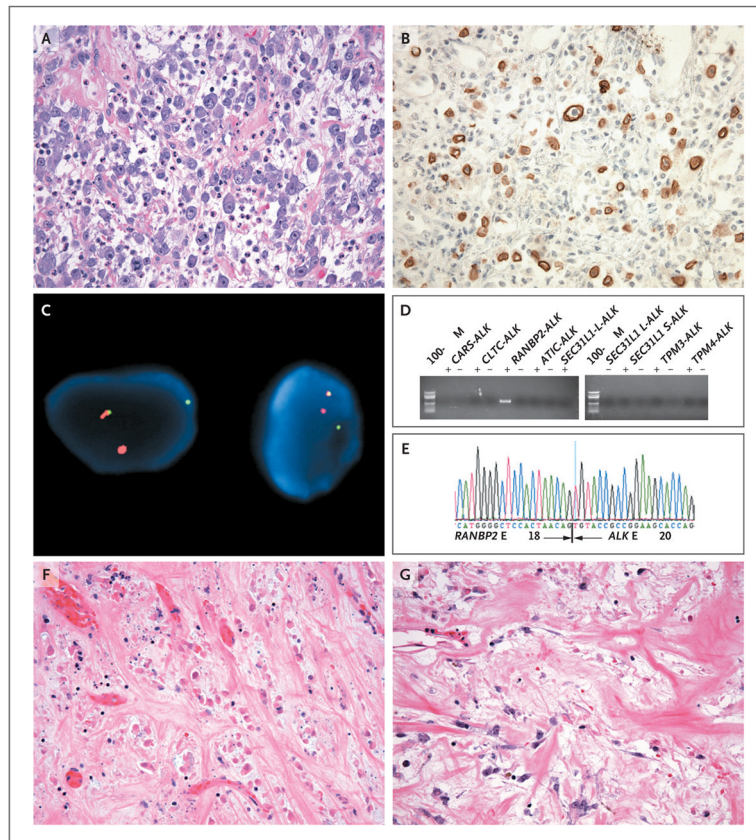 A
B
C
D
100-
M
CARS-ALK
CLTC-ALK
RANBP2-ALK
ATIC-ALK
SEC31L1-L-ALK
100-
M
SEC31L1 L-ALK
SEC31L1 S-ALK
TPM3-ALK
TPM4-ALK
+ − + − + − + − +
− + − + − + − + −
E
CATGGGGCTCCACTAACAGTGTACCGCCGGAAGCACCAG
RANBP2 E 18 ALK E 20
F
G